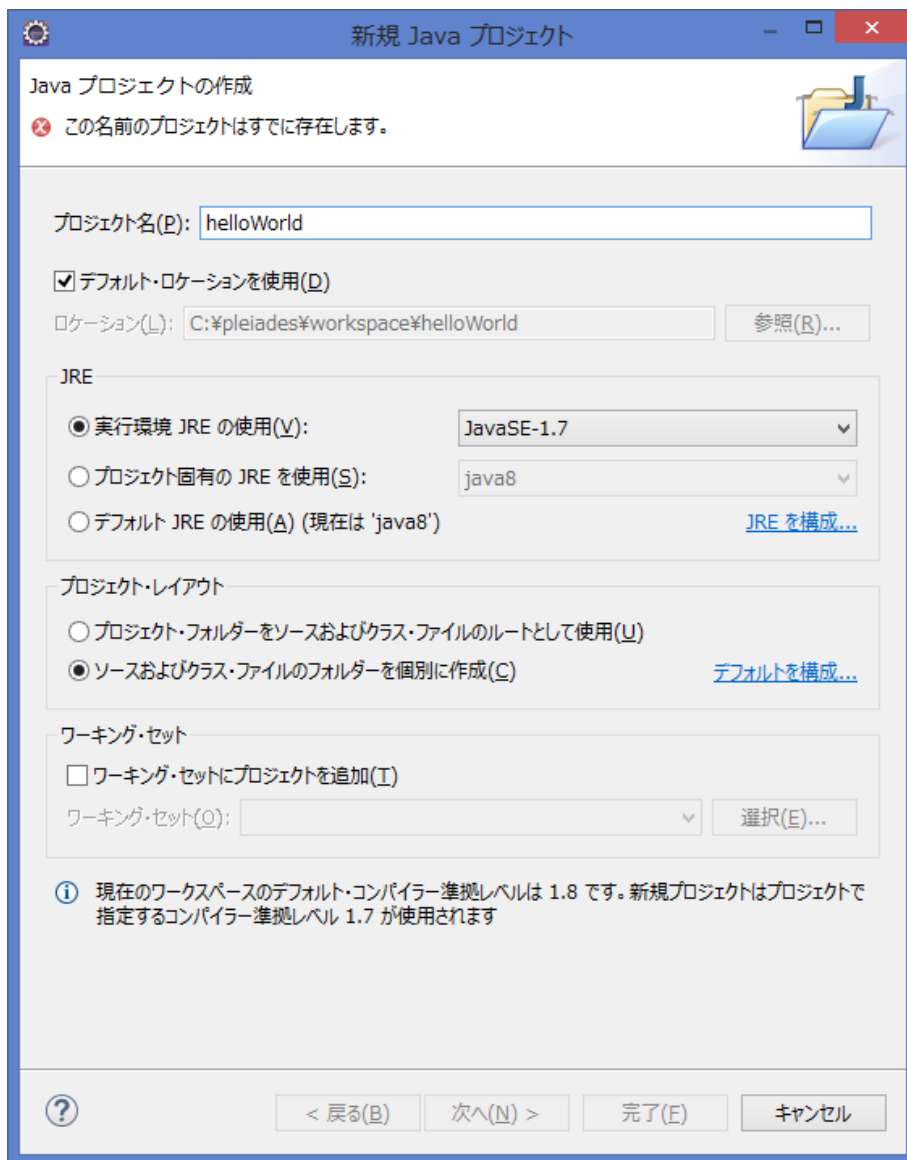 新規 Java プロジェクト
Java プロジェクトの作成
この名前のプロジェクトはすでに存在します。
プロジェクト名(P): helloWorld
デフォルト・ロケーションを使用(D)
ロケーション(L): C:¥pleiades¥workspace¥helloWorld 参照(R)...
JRE
実行環境 JRE の使用(V): JavaSE-1.7
プロジェクト固有の JRE を使用(S): java8
デフォルト JRE の使用(A) (現在は 'java8') JRE を構成...
プロジェクト・レイアウト
プロジェクト・フォルダーをソースおよびクラス・ファイルのルートとして使用(U)
ソースおよびクラス・ファイルのフォルダーを個別に作成(C) デフォルトを構成...
ワーキング・セット
ワーキング・セットにプロジェクトを追加(T)
ワーキング・セット(O): 選択(E)...
現在のワークスペースのデフォルト・コンパイラー準拠レベルは 1.8 です。新規プロジェクトはプロジェクトで
指定するコンパイラー準拠レベル 1.7 が使用されます
< 戻る(B) 次へ(N) > 完了(F) キャンセル